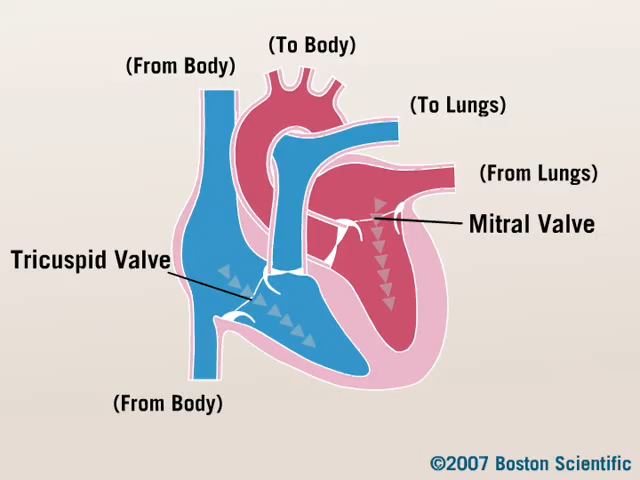 (To Body)
(From Body)
(To Lungs)
(From Lungs)
Mitral Valve
Tricuspid Valve
(From Body)
©2007 Boston Scientific